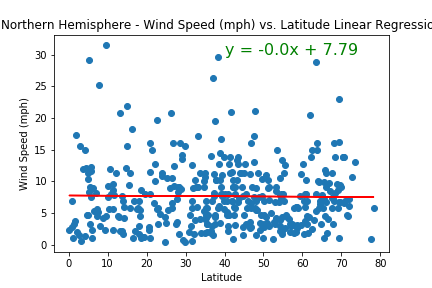 Northern Hemisphere - Wind Speed (mph) vs. Latitude Linear Regressio
y = -0.0x + 7.79
30
25
20
15
10
5
0
Wind Speed (mph)
0 10 20 30 40 50 60 70 80
Latitude